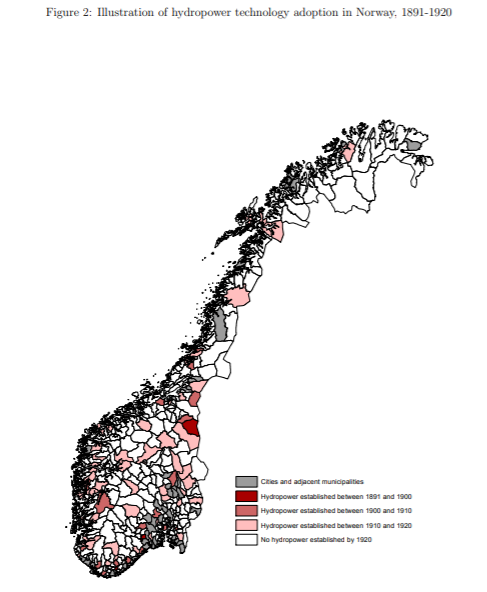 Figure 2: Illustration of hydropower technology adoption in Norway, 1891-1920
Cities and adjacent municipalities
Hydropower established between 1891 and 1900
Hydropower established between 1900 and 1910
Hydropower established between 1910 and 1920
No hydropower established by 1920